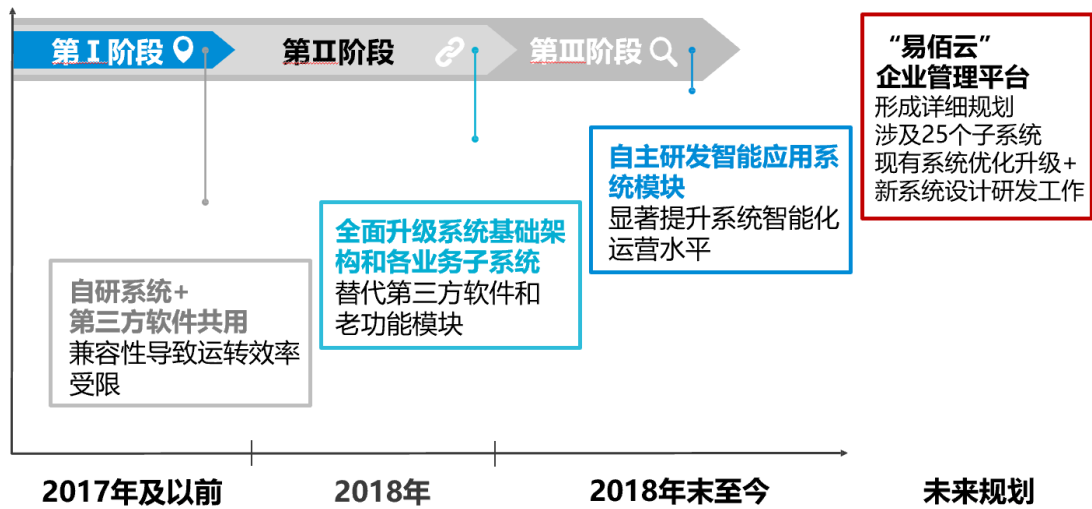 第Ⅰ阶段
第Ⅱ阶段
第Ⅲ阶段
“易佰云”
企业管理平台
形成详细规划
涉及25个子系统
现有系统优化升级+
新系统设计研发工作
自主研发智能应用系
统模块
显著提升系统智能化
运营水平
全面升级系统基础架
构和各业务子系统
替代第三方软件和
老功能模块
自研系统+
第三方软件共用
兼容性导致运转效率
受限
2017年及以前
2018年
2018年末至今
未来规划